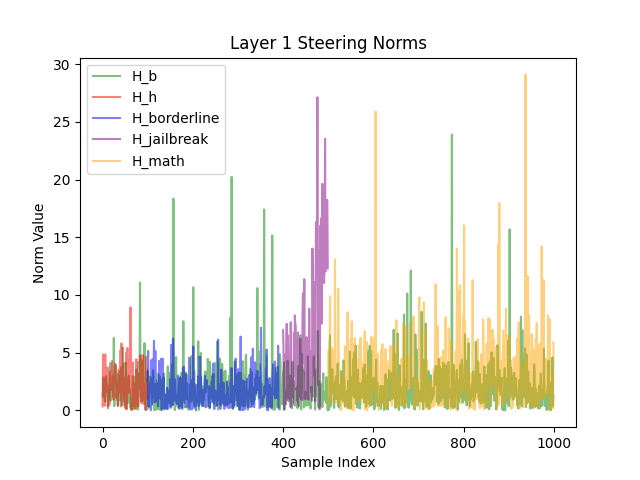 Layer 1 Steering Norms
30
25
20
15
10
5
0
Norm Value
H_b
H_h
H_borderline
H_jailbreak
H_math
0 200 400 600 800 1000
Sample Index